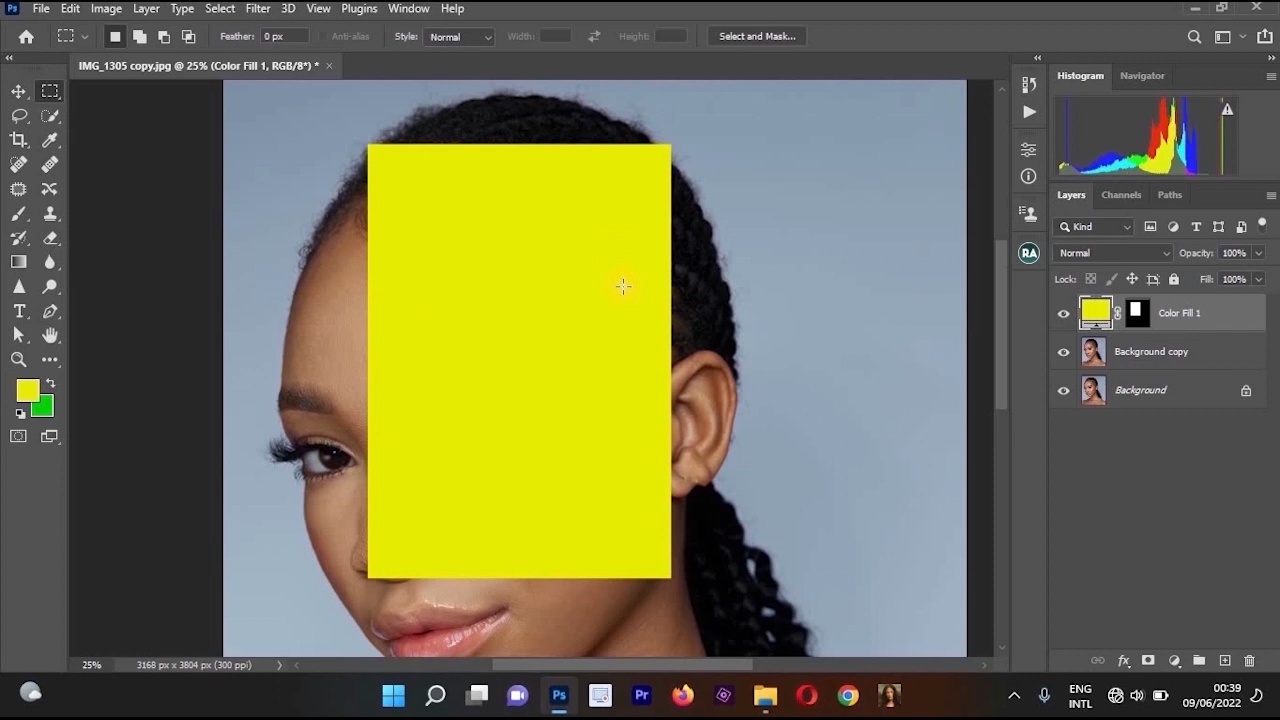 Ps File Edit Image Layer Type Select Filter 3D View Plugins Window Help
Feather: 0 px Anti-alias Style: Normal Width: Height: Select and Mask...
IMG_1305 copy.jpg @ 25% (Color Fill 1, RGB/8*) * ×
Histogram Navigator
Layers Channels Paths
Kind
Normal Opacity: 100%
Lock: Fill: 100%
RA
Color Fill 1
Background copy
Background
25% 3168 px x 3804 px (300 ppi)
Ps Pr
ENG
INTL
00:39
09/06/2022